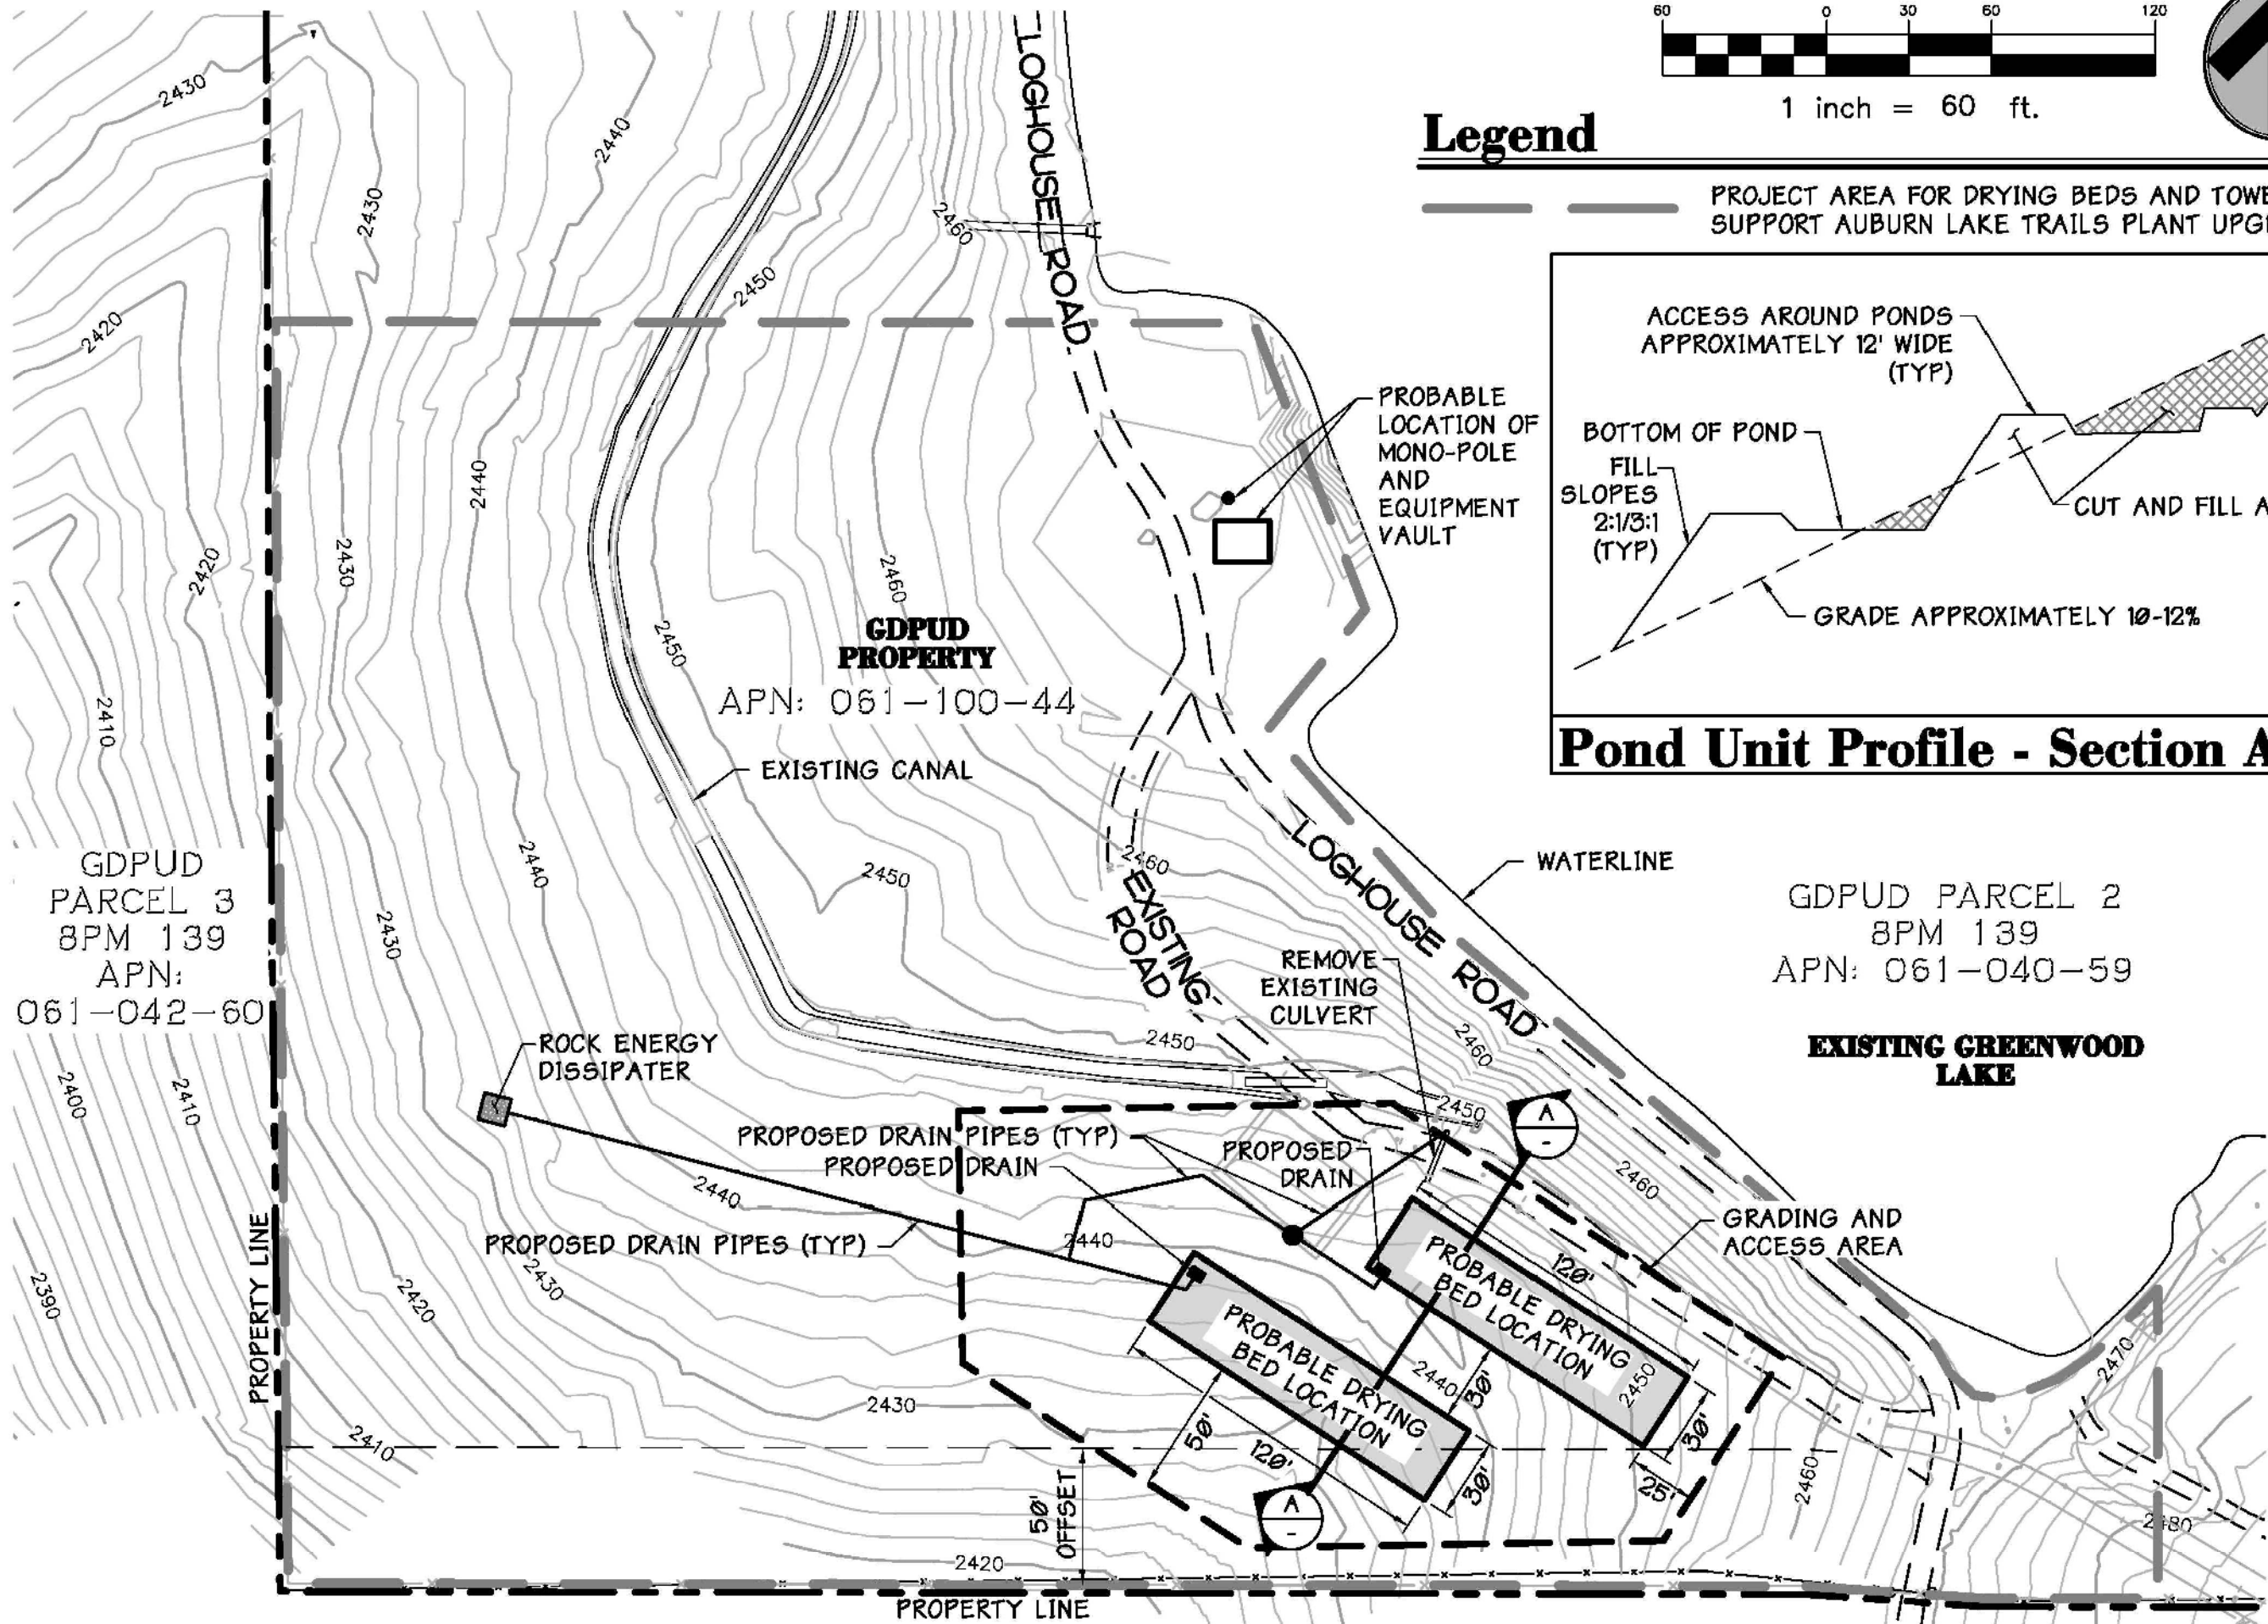 60 0 30 60 120
1 inch = 60 ft.
Legend
PROJECT AREA FOR DRYING BEDS AND
SUPPORT AUBURN LAKE TRAILS PLANT
ACCESS AROUND PONDS
APPROXIMATELY 12' WIDE
(TYP)
BOTTOM OF POND
FILL
SLOPES
2:1/3:1
(TYP)
CUT AND FILL
GRADE APPROXIMATELY 10-12%
Pond Unit Profile - Section A
LOGHOUSE ROAD
2430
2440
2430
2460
2450
2420
PROBABLE
LOCATION OF
MONO-POLE
AND
EQUIPMENT
VAULT
2440
2430
2420
2460
2450
2410
GDPUD
PROPERTY
APN: 061-100-44
EXISTING CANAL
GDPUD
PARCEL 3
8PM 139
APN:
061-042-60
2440
2450
2460
2430
EXISTING
ROAD
LOGHOUSE ROAD
WATERLINE
GDPUD PARCEL 2
8PM 139
APN: 061-040-59
EXISTING GREENWOOD
LAKE
REMOVE
EXISTING
CULVERT
2450
2460
ROCK ENERGY
DISSIPATER
2400
2410
2450
A
-
PROPOSED DRAIN PIPES (TYP)
PROPOSED DRAIN
PROPOSED
DRAIN
2460
2440
2440
PROPOSED DRAIN PIPES (TYP)
GRADING AND
ACCESS AREA
PROPERTY LINE
2390
2420
2430
PROBABLE DRYING
BED LOCATION
120'
2450
PROBABLE DRYING
BED LOCATION
2440
30'
2470
2430
2410
50'
120'
30'
30'
25'
2460
50'
OFFSET
A
-
2480
2420
PROPERTY LINE